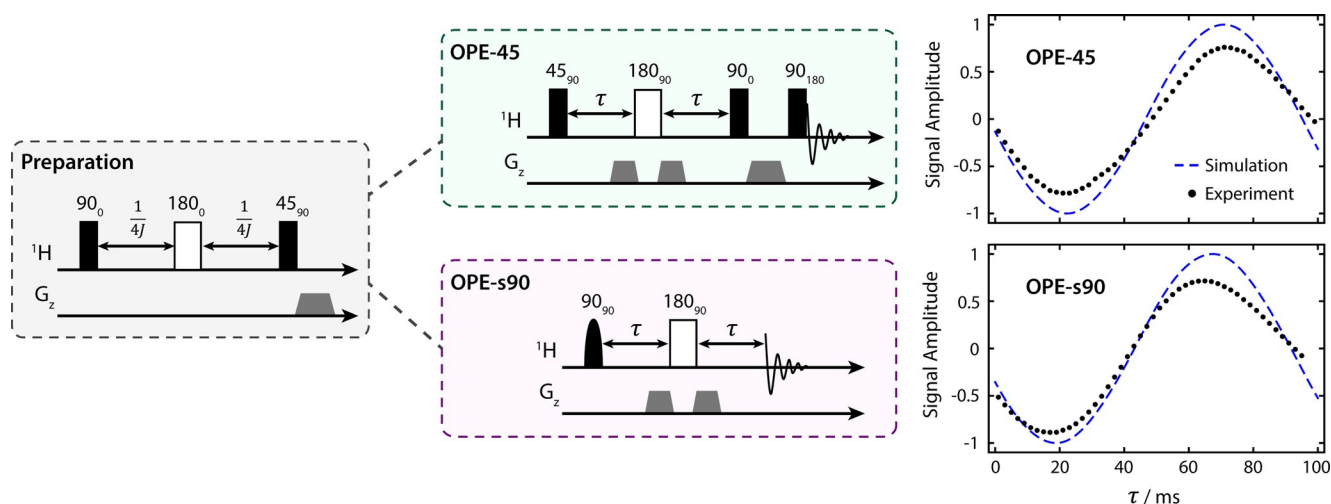 Preparation
90₀
1/4J
180₀
1/4J
45₉₀
¹H
G_z
OPE-45
45₉₀
τ
180₉₀
τ
90₀
90₁₈₀
¹H
G_z
OPE-s90
90₉₀
τ
180₉₀
τ
¹H
G_z
OPE-45
Signal Amplitude
1
0.5
0
-0.5
-1
Simulation
Experiment
OPE-s90
Signal Amplitude
1
0.5
0
-0.5
-1
0 20 40 60 80 100
τ / ms